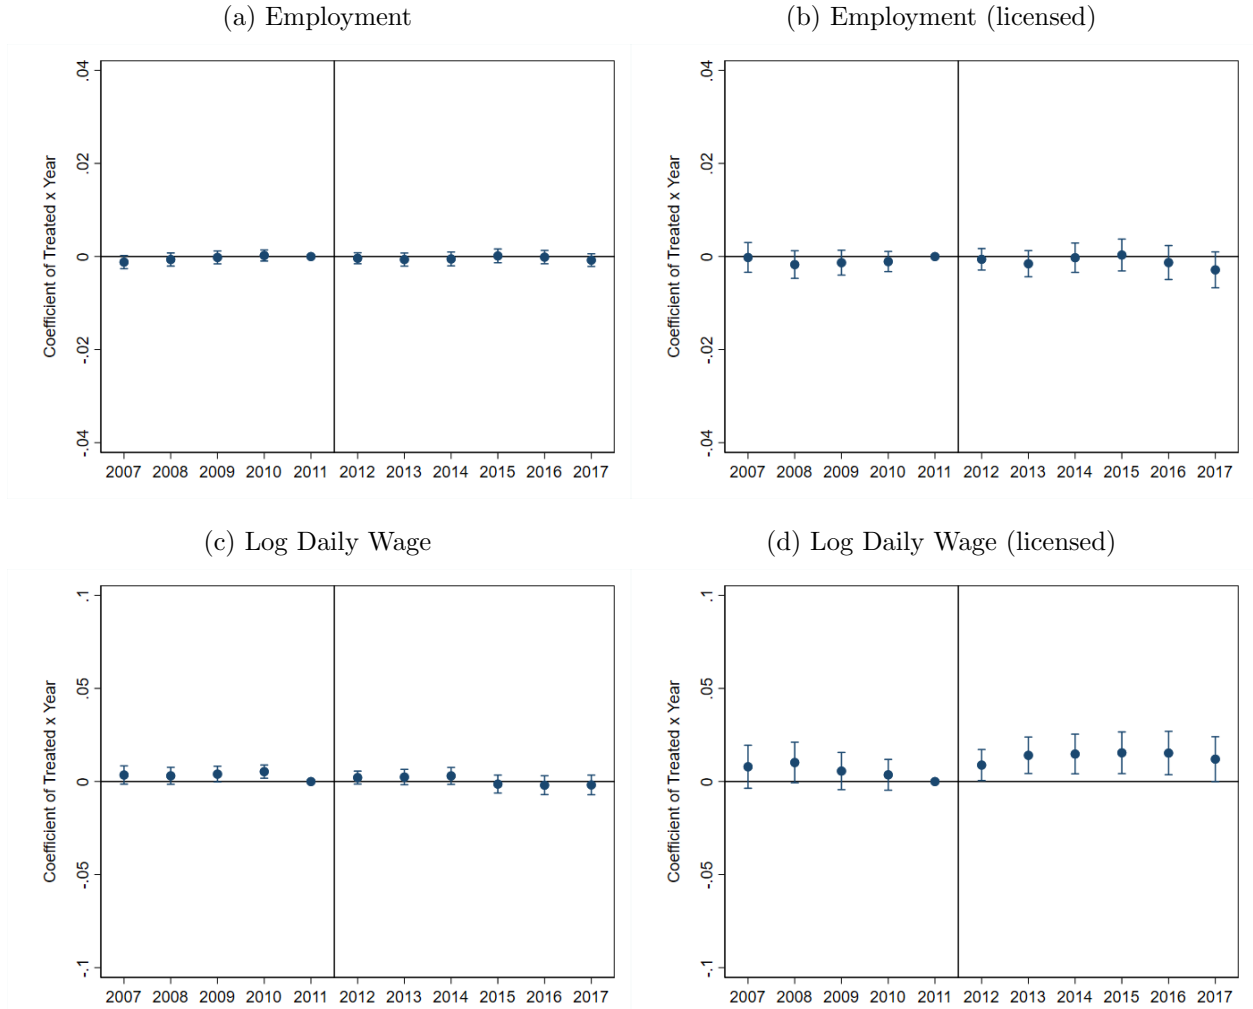 (a) Employment
(b) Employment (licensed)
Coefficient of Treated x Year
.04
.02
0
-.02
-.04
2007 2008 2009 2010 2011 2012 2013 2014 2015 2016 2017
Coefficient of Treated x Year
.04
.02
0
-.02
-.04
2007 2008 2009 2010 2011 2012 2013 2014 2015 2016 2017
(c) Log Daily Wage
(d) Log Daily Wage (licensed)
Coefficient of Treated x Year
.1
.05
0
-.05
-.1
2007 2008 2009 2010 2011 2012 2013 2014 2015 2016 2017
Coefficient of Treated x Year
.1
.05
0
-.05
-.1
2007 2008 2009 2010 2011 2012 2013 2014 2015 2016 2017